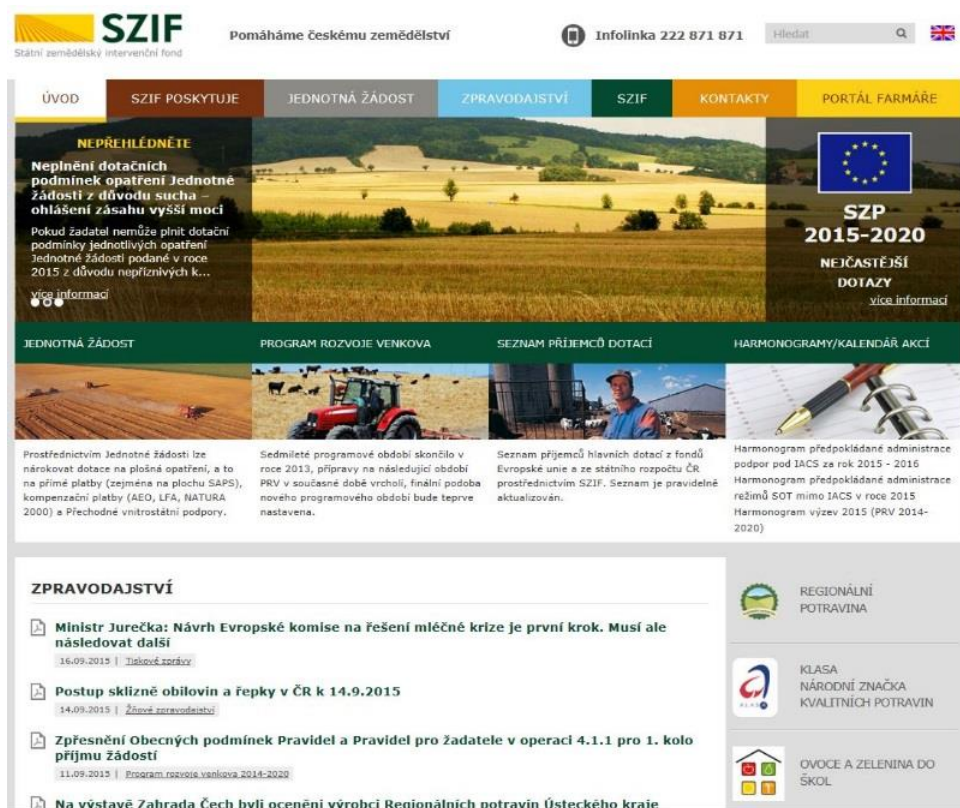 SZIF
Státní zemědělský intervenční fond
Pomáháme českému zemědělství
Infolinka 222 871 871
Hledat
ÚVOD
SZIF POSKYTUJE
JEDNOTNÁ ŽÁDOST
ZPRAVODAJSTVÍ
SZIF
KONTAKTY
PORTÁL FARMÁŘE
NEPŘEHLÉDNĚTE
Neplnění dotačních
podmínek opatření Jednotné
žádosti z důvodu sucha –
ohlášení zásahu vyšší moci
Pokud žadatel nemůže plnit dotační
podmínky jednotlivých opatření
Jednotné žádosti podané v roce
2015 z důvodu nepříznivých k...
více informací
SZP
2015-2020
NEJČASTĚJŠÍ
DOTAZY
více informací
JEDNOTNÁ ŽÁDOST
Prostřednictvím Jednotné žádosti lze
nárokovat dotace na plošná opatření, a to
na přímé platby (zejména na plochu SAPS),
kompenzační platby (AEO, LFA, NATURA
2000) a Přechodné vnitrostátní podpory.
PROGRAM ROZVOJE VENKOVA
Sedmileté programové období skončilo v
roce 2013, přípravy na následující období
PRV v současné době vrcholí, finální podoba
nového programového období bude teprve
nastavena.
SEZNAM PŘÍJEMCŮ DOTACÍ
Seznam příjemců hlavních dotací z fondů
Evropské unie a ze státního rozpočtu ČR
prostřednictvím SZIF. Seznam je pravidelně
aktualizován.
HARMONOGRAMY/KALENDÁŘ AKCÍ
Harmonogram předpokládané administrace
podpor pod IACS za rok 2015 - 2016
Harmonogram předpokládané administrace
režimů SOT mimo IACS v roce 2015
Harmonogram výzev 2015 (PRV 2014-
2020)
ZPRAVODAJSTVÍ
Ministr Jurečka: Návrh Evropské komise na řešení mléčné krize je první krok. Musí ale
následovat další
16.09.2015 | Tiskové zprávy
Postup sklizně obilovin a řepky v ČR k 14.9.2015
14.09.2015 | Žňové zpravodajství
Zpřesnění Obecných podmínek Pravidel a Pravidel pro žadatele v operaci 4.1.1 pro 1. kolo
příjmu žádostí
11.09.2015 | Program rozvoje venkova 2014-2020
Na výstavě Zahrada Čech byli oceněni výrobci Regionálních potravin Ústeckého kraje
REGIONÁLNÍ
POTRAVINA
KLASA
KLASA
NÁRODNÍ ZNAČKA
KVALITNÍCH POTRAVIN
OVOCE A ZELENINA DO
ŠKOL